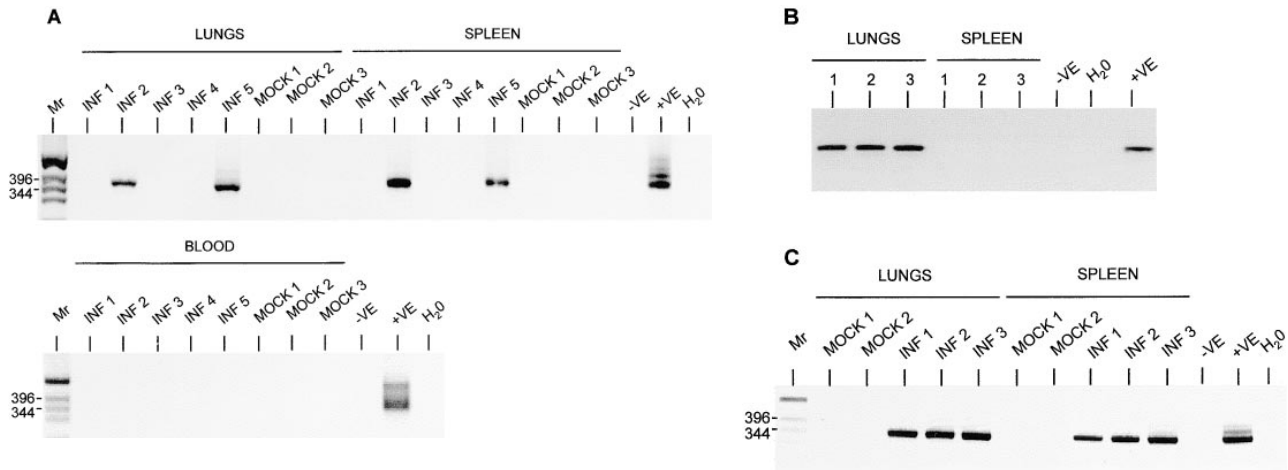 A
LUNGS SPLEEN
Mr INF 1 INF 2 INF 3 INF 4 INF 5 MOCK 1 MOCK 2 MOCK 3 INF 1 INF 2 INF 3 INF 4 INF 5 MOCK 1 MOCK 2 MOCK 3 -VE +VE H20
396
344
BLOOD
Mr INF 1 INF 2 INF 3 INF 4 INF 5 MOCK 1 MOCK 2 MOCK 3 -VE +VE H20
396
344
B
LUNGS SPLEEN
1 2 3 1 2 3 -VE H20 +VE
C
LUNGS SPLEEN
Mr MOCK 1 MOCK 2 INF 1 INF 2 INF 3 MOCK 1 MOCK 2 INF 1 INF 2 INF 3 -VE +VE H20
396
344